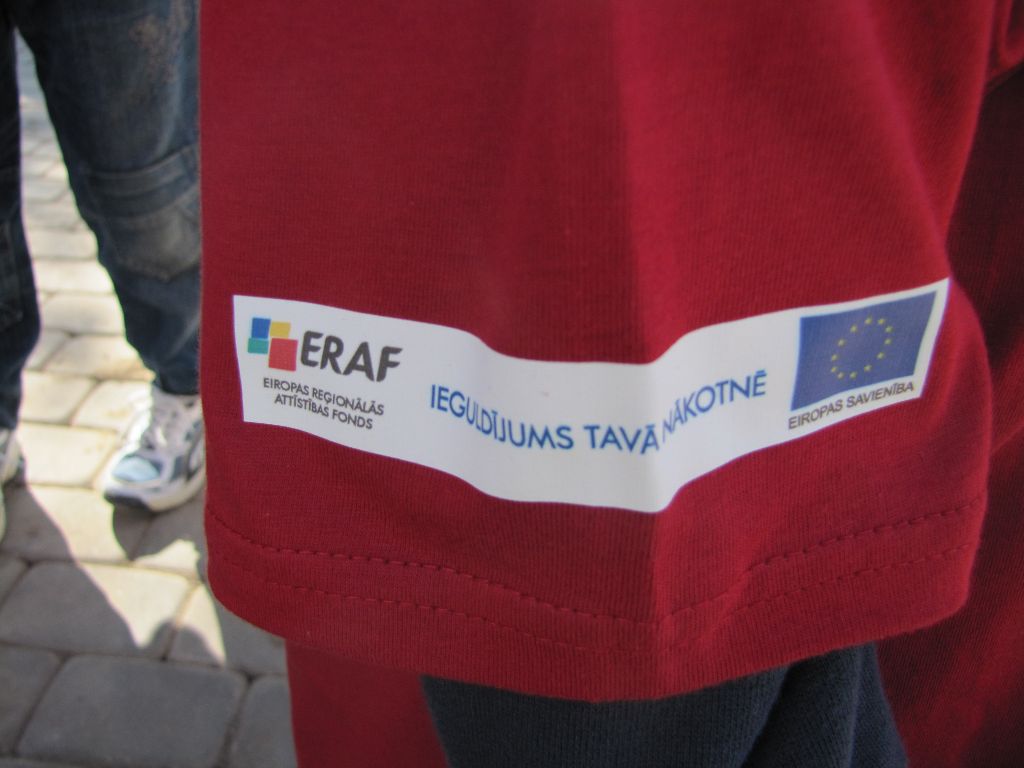 ERAF
EIROPAS REĢIONĀLĀS
ATTĪSTĪBAS FONDS
IEGULDĪJUMS TAVĀ NĀKOTNĒ
EIROPAS SAVIENĪBA